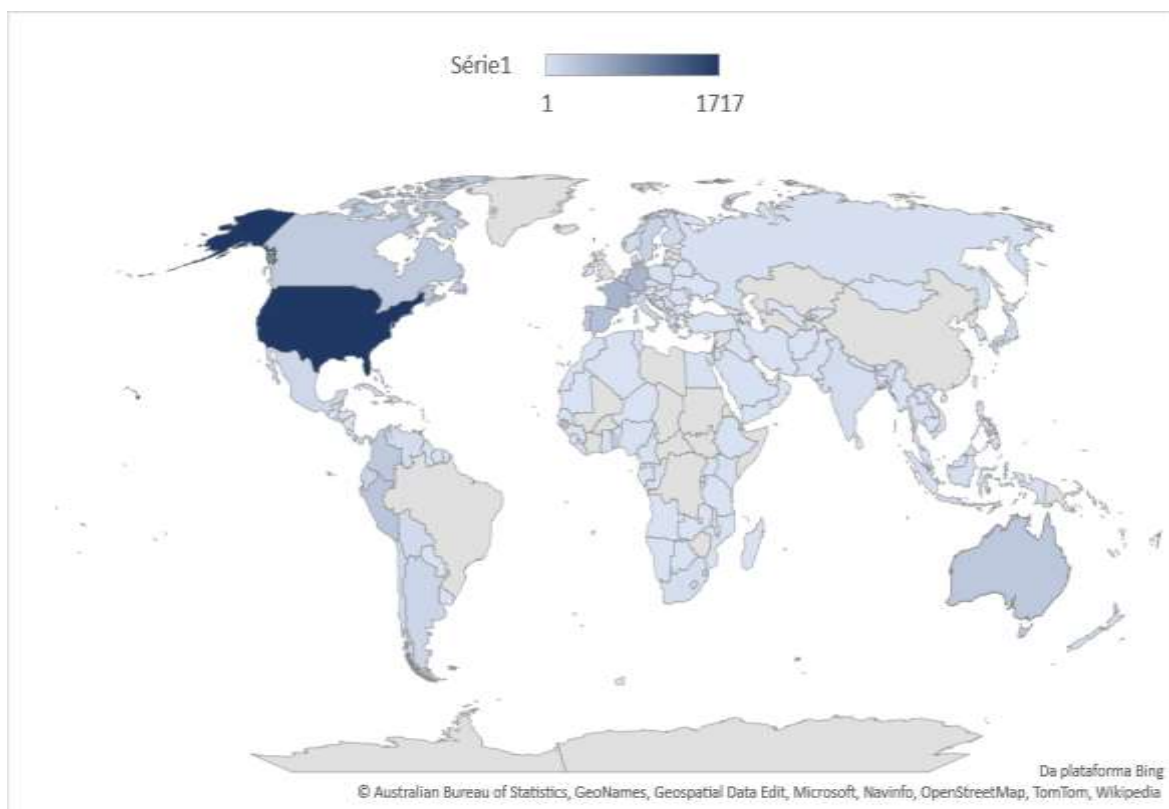 Série1
1 1717
Da plataforma Bing
© Australian Bureau of Statistics, GeoNames, Geospatial Data Edit, Microsoft, Navinfo, OpenStreetMap, TomTom, Wikipedia